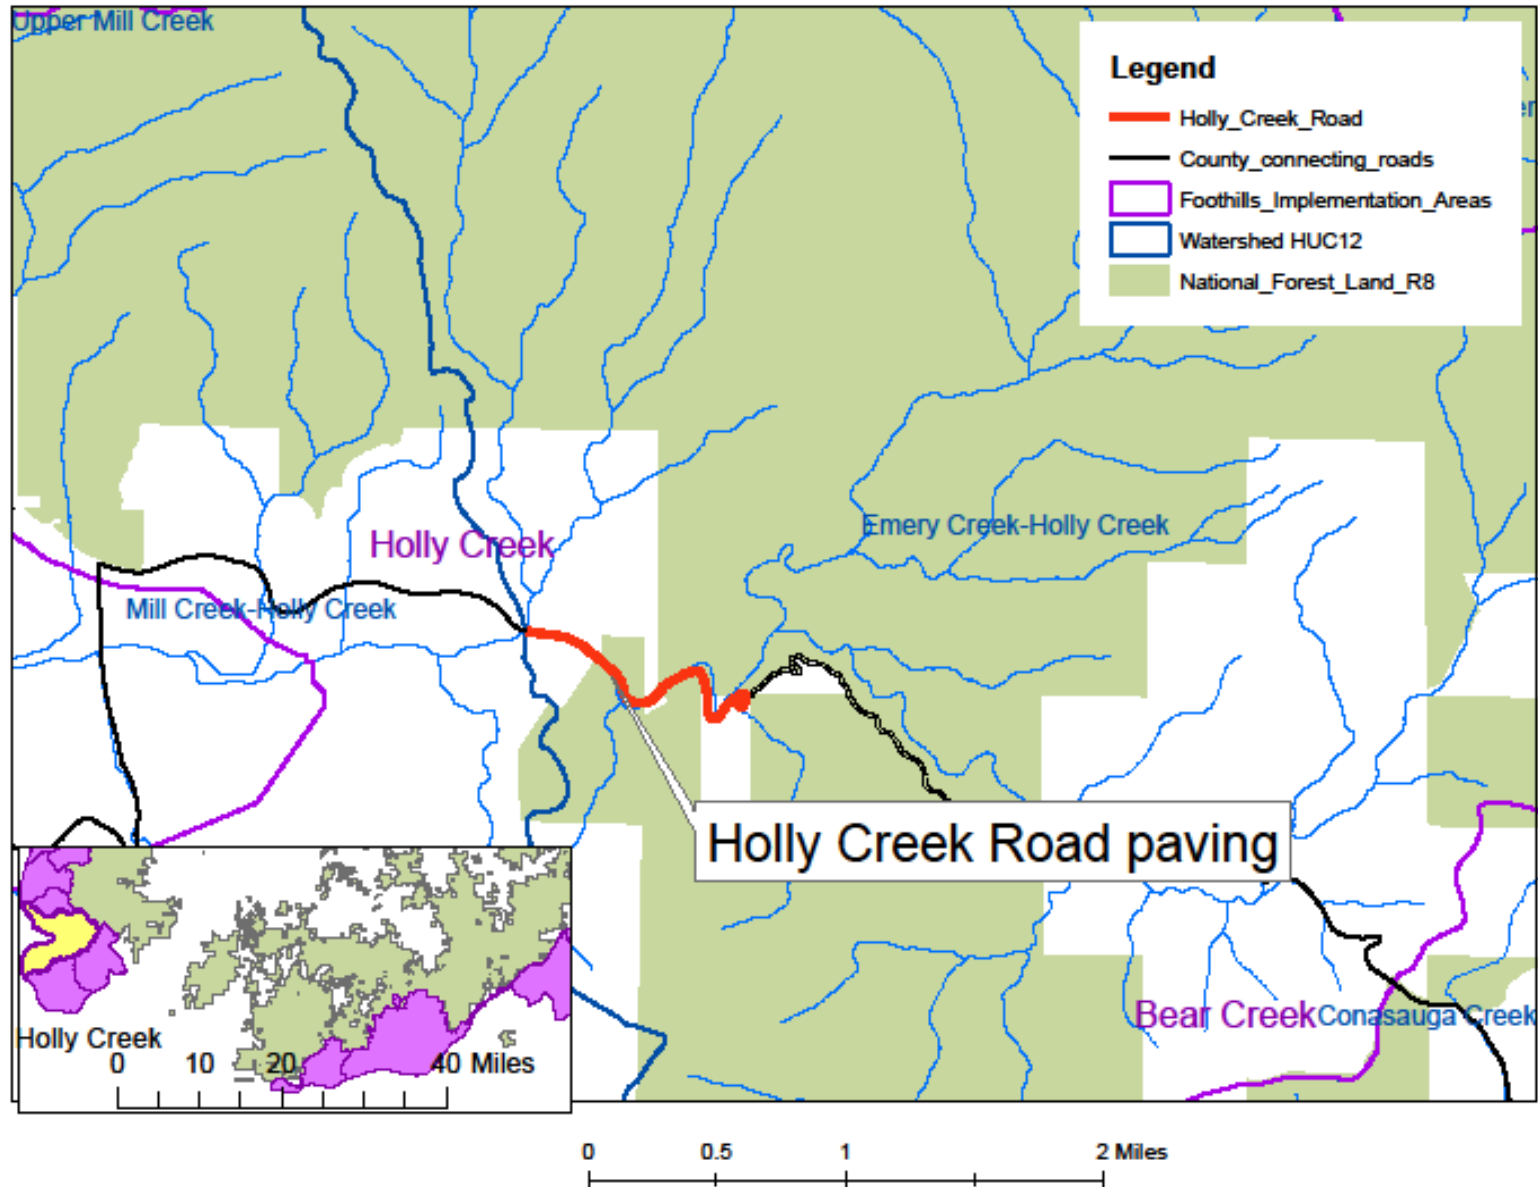 Upper Mill Creek
Legend
Holly_Creek_Road
County_connecting_roads
Foothills_Implementation_Areas
Watershed HUC12
National_Forest_Land_R8
er
Emery Creek-Holly Creek
Holly Creek
Mill Creek-Holly Creek
Holly Creek Road paving
Bear Creek
Conasauga Creek
Holly Creek
0 10 20 40 Miles
0 0.5 1 2 Miles